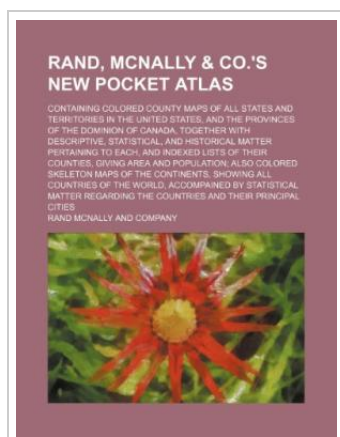 RAND, MCNALLY & CO.'S
NEW POCKET ATLAS
CONTAINING COLORED COUNTY MAPS OF ALL STATES AND
TERRITORIES IN THE UNITED STATES, AND THE PROVINCES
OF THE DOMINION OF CANADA, TOGETHER WITH
DESCRIPTIVE, STATISTICAL, AND HISTORICAL MATTER
PERTAINING TO EACH, AND INDEXED LISTS OF THEIR
COUNTIES, GIVING AREA AND POPULATION; ALSO COLORED
SKELETON MAPS OF THE CONTINENTS, SHOWING ALL
COUNTRIES OF THE WORLD, ACCOMPAINED BY STATISTICAL
MATTER REGARDING THE COUNTRIES AND THEIR PRINCIPAL
CITIES
RAND MCNALLY AND COMPANY